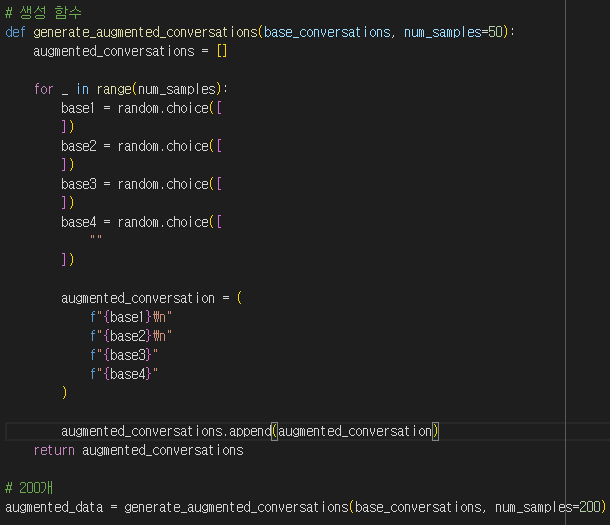 # 생성 함수
def generate_augmented_conversations(base_conversations, num_samples=50):
    augmented_conversations = []

    for _ in range(num_samples):
        base1 = random.choice([
        ])
        base2 = random.choice([
        ])
        base3 = random.choice([
        ])
        base4 = random.choice([
            ""
        ])

        augmented_conversation = (
            f"{base1}₩n"
            f"{base2}₩n"
            f"{base3}"
            f"{base4}"
        )

        augmented_conversations.append(augmented_conversation)
    return augmented_conversations

# 200개
augmented_data = generate_augmented_conversations(base_conversations, num_samples=200)